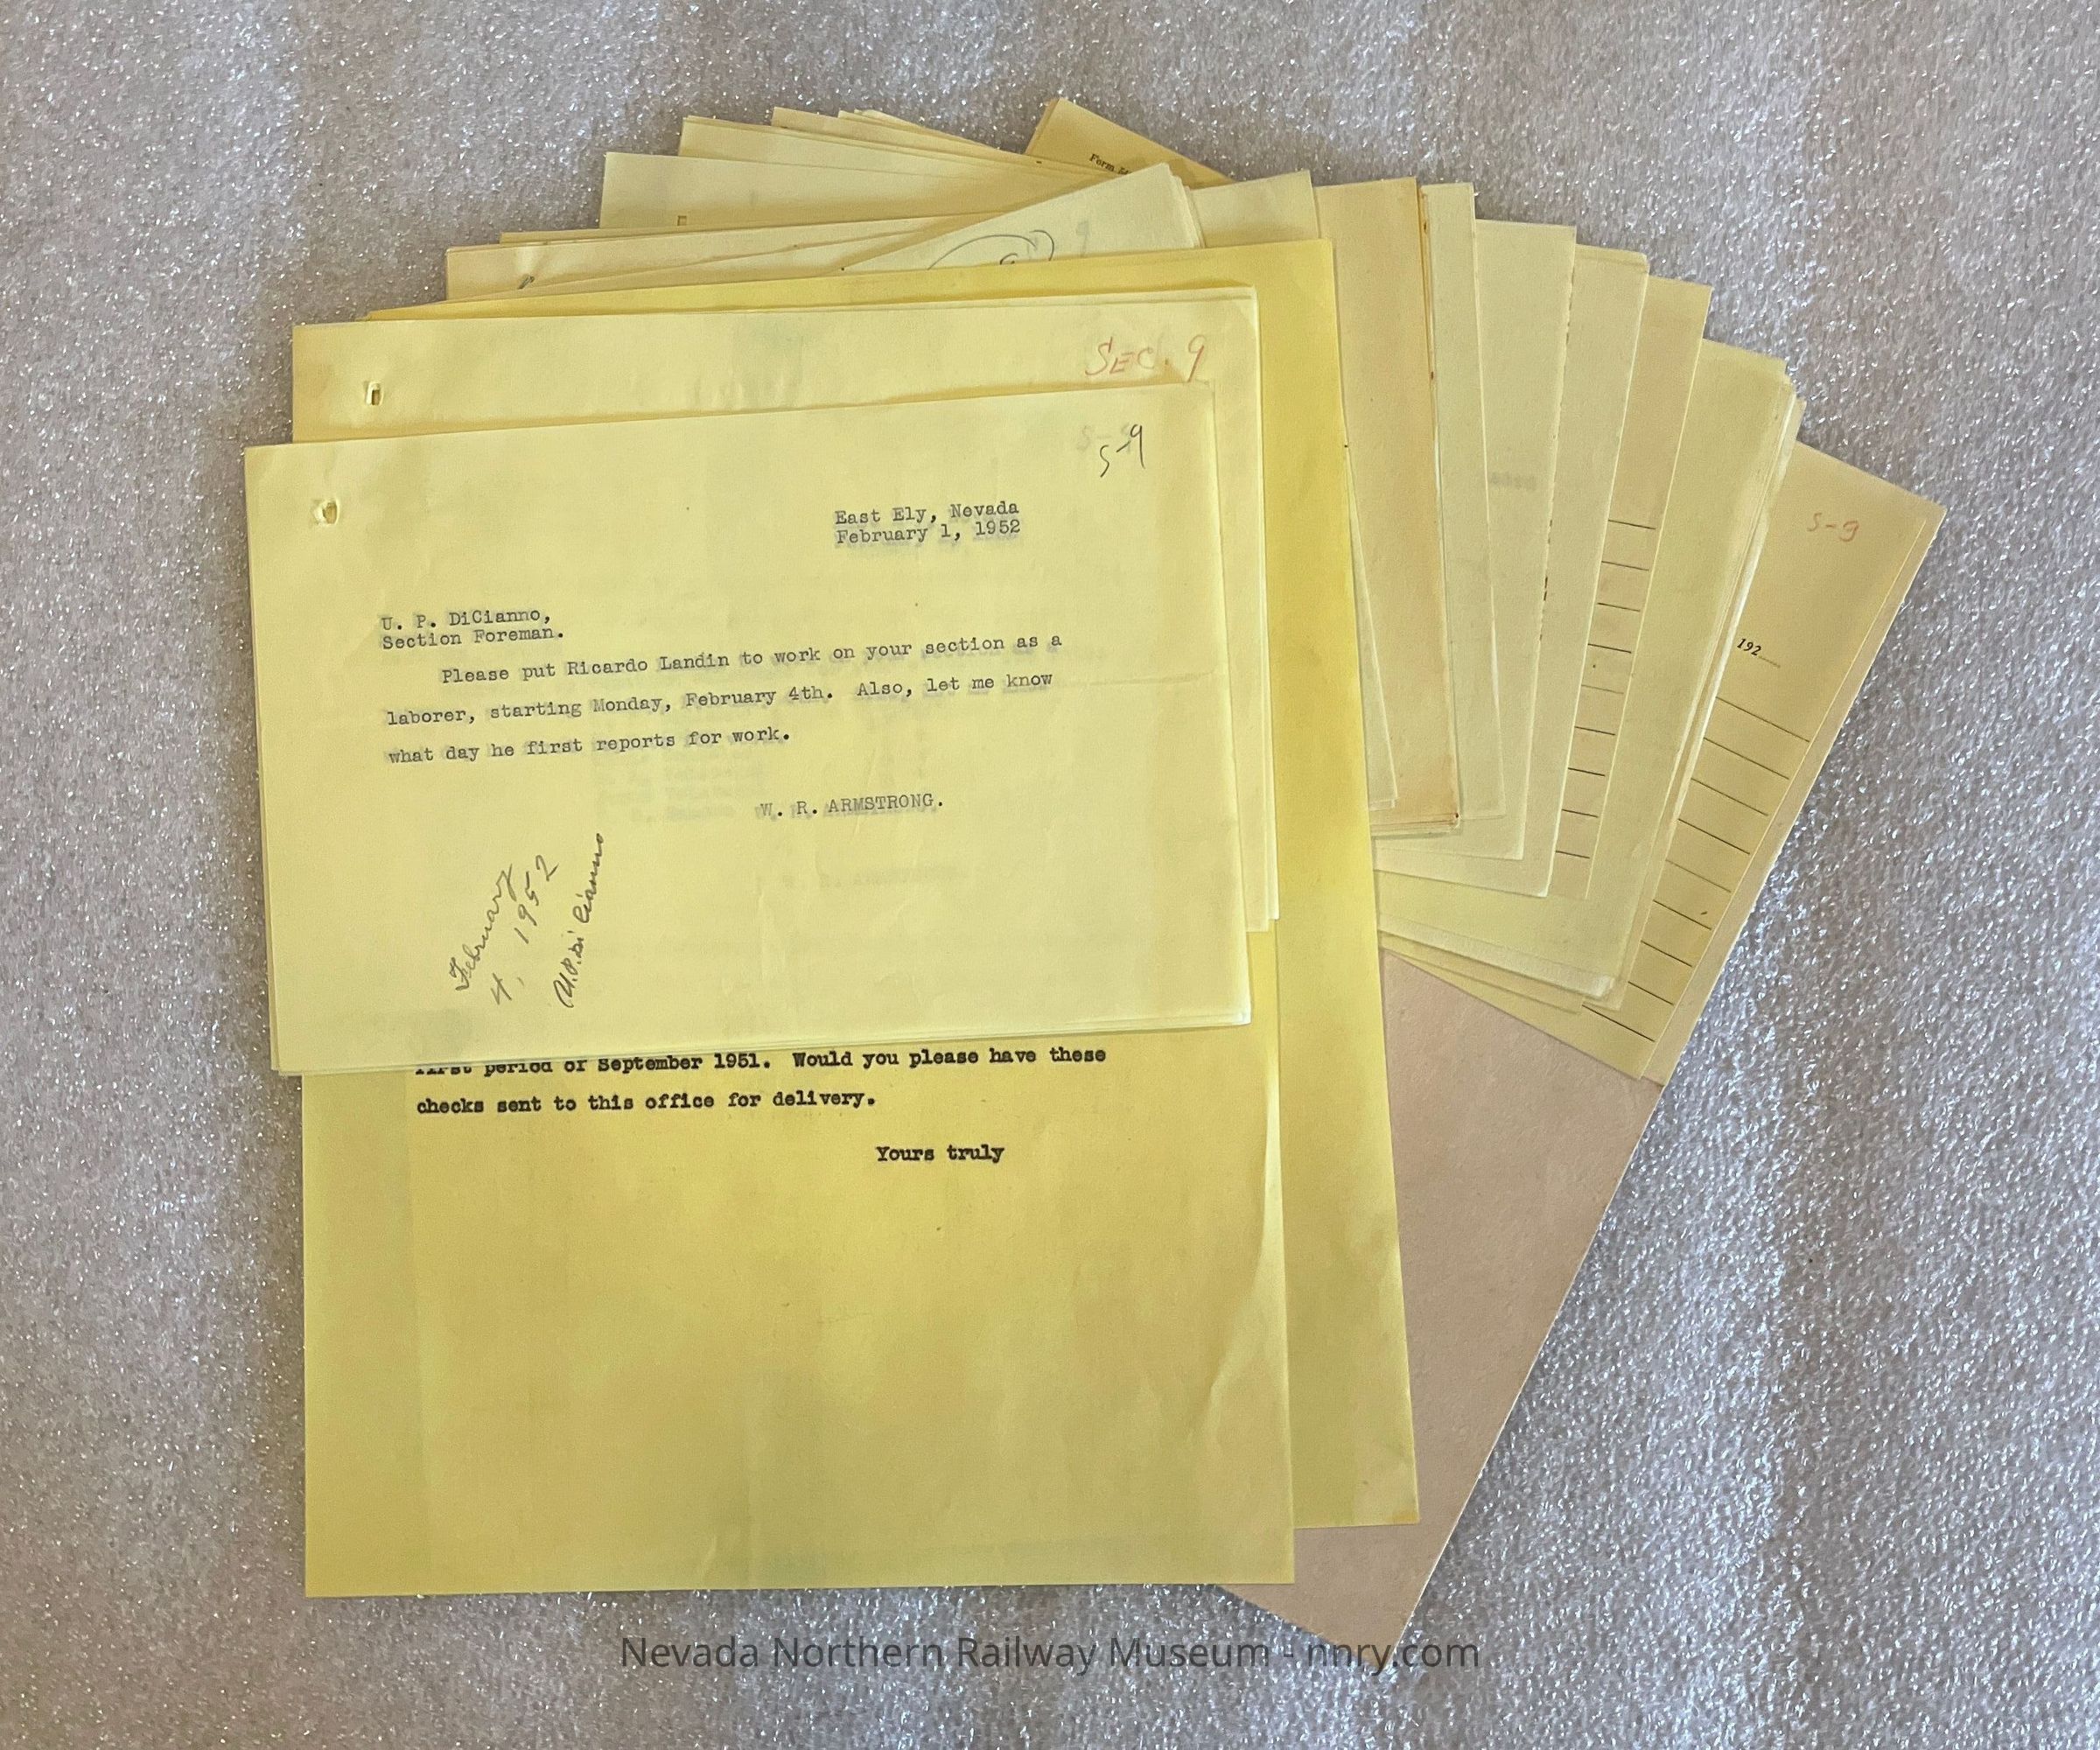 Form
SEC. 9
S-9
East Ely, Nevada
February 1, 1952
U. P. DiCianno,
Section Foreman.
Please put Ricardo Landin to work on your section as a
laborer, starting Monday, February 4th. Also, let me know
what day he first reports for work.
W. R. ARMSTRONG.
February
4, 1952
U.P. Di Cianno
first period of September 1951. Would you please have these
checks sent to this office for delivery.
Yours truly
S-9
192
Nevada Northern Railway Museum - nnry.com